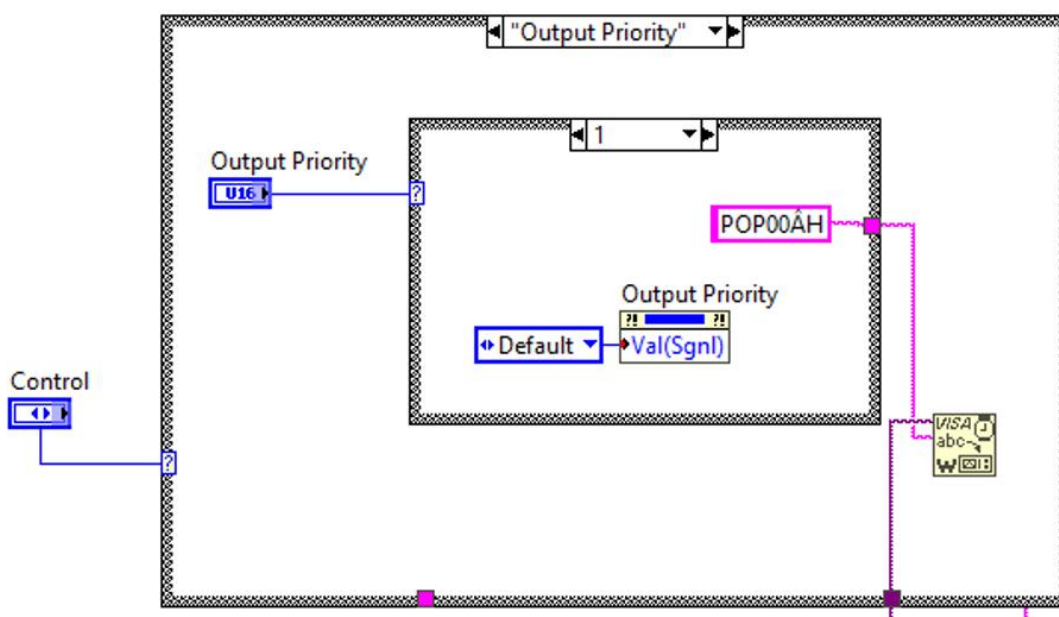 "Output Priority"
1
Output Priority
U16
?
POP00ÂH
Output Priority
?! ?!
Default
Val(Sgnl)
Control
?
VISA
abc
W